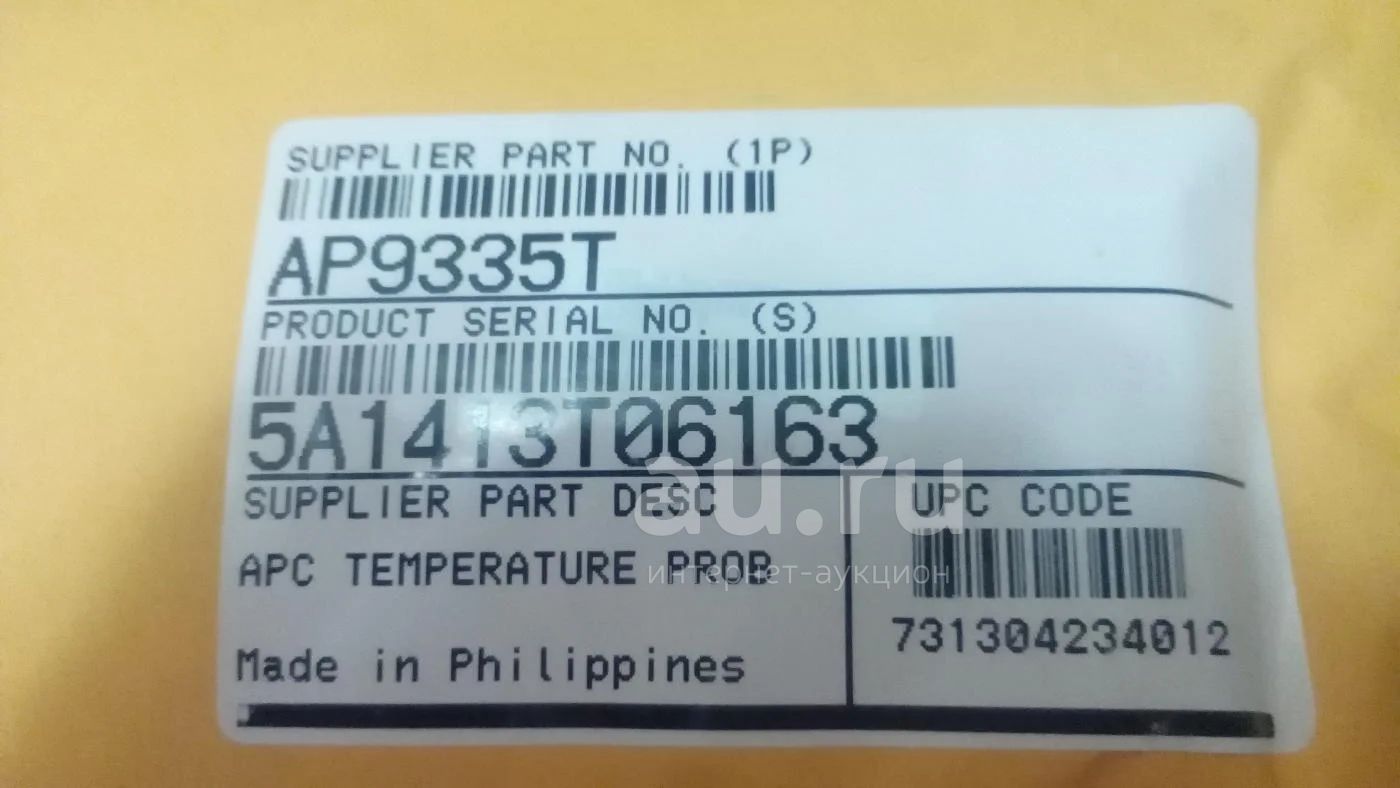 SUPPLIER PART NO. (1P)
AP9335T
PRODUCT SERIAL NO. (S)
5A1413T06163
SUPPLIER PART DESC
UPC CODE
APC TEMPERATURE PROB
731304234012
Made in Philippines
au.ru
интернет-аукцион